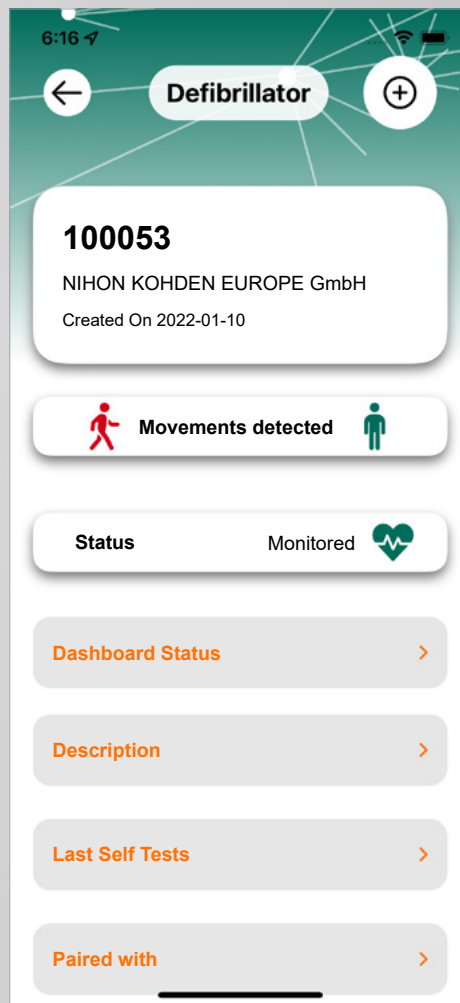 6:16
Defibrillator
100053
NIHON KOHDEN EUROPE GmbH
Created On 2022-01-10
Movements detected
Status Monitored
Dashboard Status
Description
Last Self Tests
Paired with